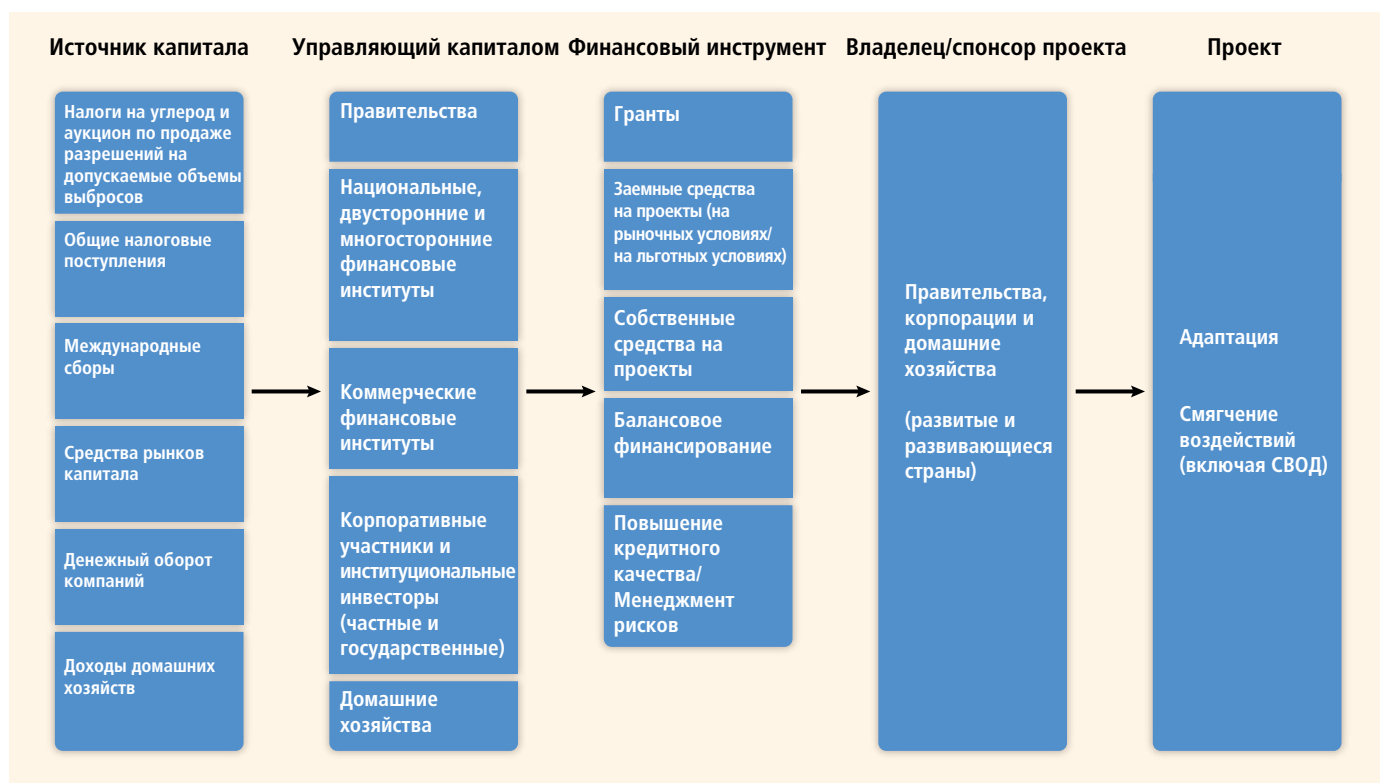 Источник капитала
Налоги на углерод и
аукцион по продаже
разрешений на
допускаемые объемы
выбросов
Общие налоговые
поступления
Международные
сборы
Средства рынков
капитала
Денежный оборот
компаний
Доходы домашних
хозяйств
Управляющий капиталом
Правительства
Национальные,
двусторонние и
многосторонние
финансовые
институты
Коммерческие
финансовые
институты
Корпоративные
участники и
институциональные
инвесторы
(частные и
государственные)
Домашние
хозяйства
Финансовый инструмент
Гранты
Заемные средства
на проекты (на
рыночных условиях/
на льготных условиях)
Собственные
средства на
проекты
Балансовое
финансирование
Повышение
кредитного
качества/
Менеджмент
рисков
Владелец/спонсор проекта
Правительства,
корпорации и
домашние
хозяйства
(развитые и
развивающиеся
страны)
Проект
Адаптация
Смягчение
воздействий
(включая СВОД)